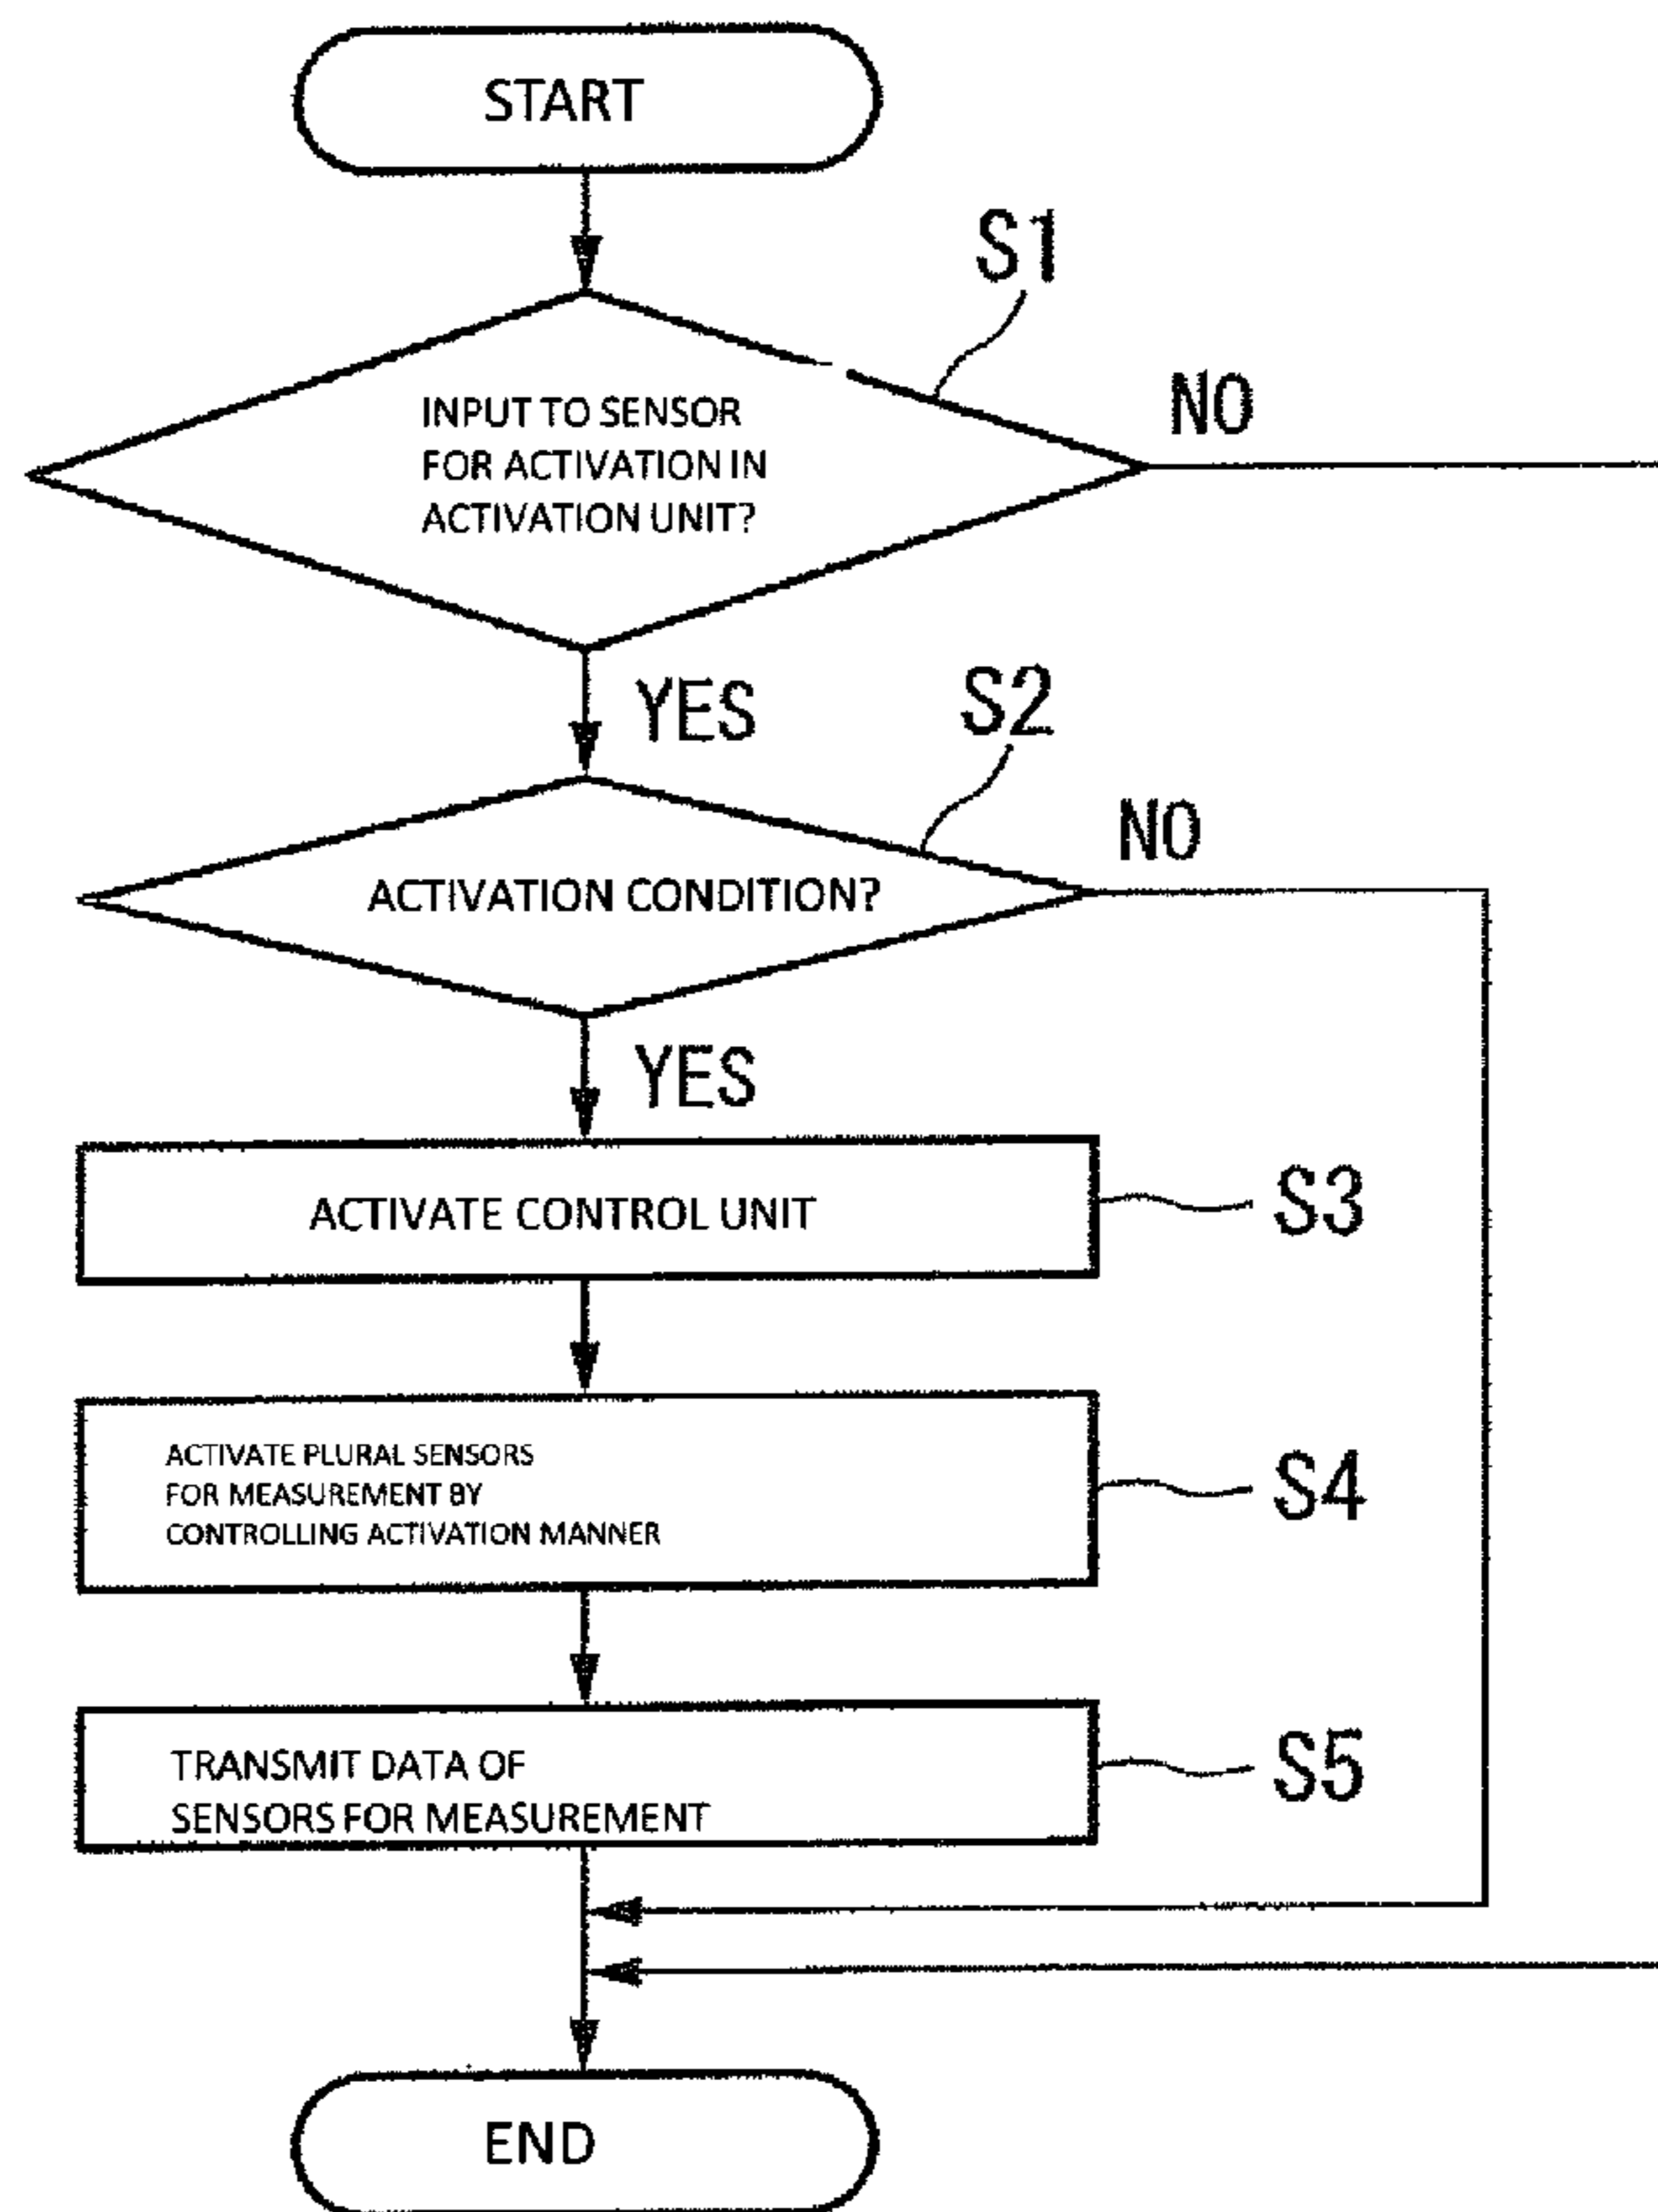 START
S1
INPUT TO SENSOR
FOR ACTIVATION IN
ACTIVATION UNIT?
NO
YES
S2
ACTIVATION CONDITION?
NO
YES
ACTIVATE CONTROL UNIT
S3
ACTIVATE PLURAL SENSORS
FOR MEASUREMENT BY
CONTROLLING ACTIVATION MANNER
S4
TRANSMIT DATA OF
SENSORS FOR MEASUREMENT
S5
END